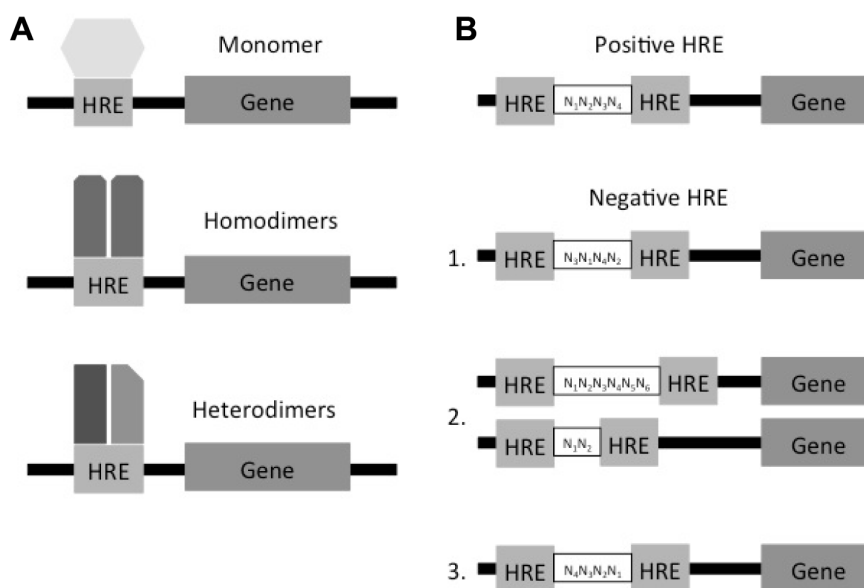 A
Monomer
HRE
Gene
Homodimers
HRE
Gene
Heterodimers
HRE
Gene
B
Positive HRE
HRE N₁N₂N₃N₄ HRE Gene
Negative HRE
1. HRE N₃N₁N₄N₂ HRE Gene
2.
HRE N₁N₂N₃N₄N₅N₆ HRE Gene
HRE N₁N₂ HRE Gene
3. HRE N₄N₃N₂N₁ HRE Gene